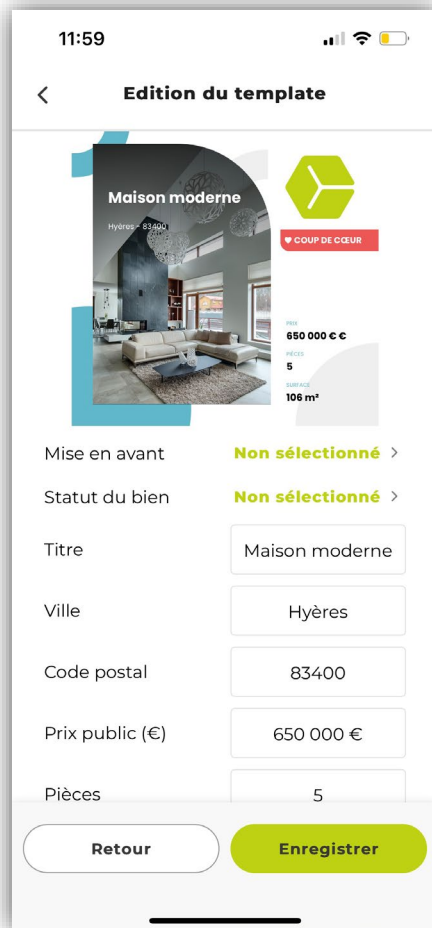 11:59
Edition du template
Maison moderne
Hyères - 83400
COUP DE CŒUR
PRIX
650 000 € €
PIÈCES
5
SURFACE
106 m²
Mise en avant
Non sélectionné
Statut du bien
Non sélectionné
Titre
Maison moderne
Ville
Hyères
Code postal
83400
Prix public (€)
650 000 €
Pièces
5
Retour
Enregistrer